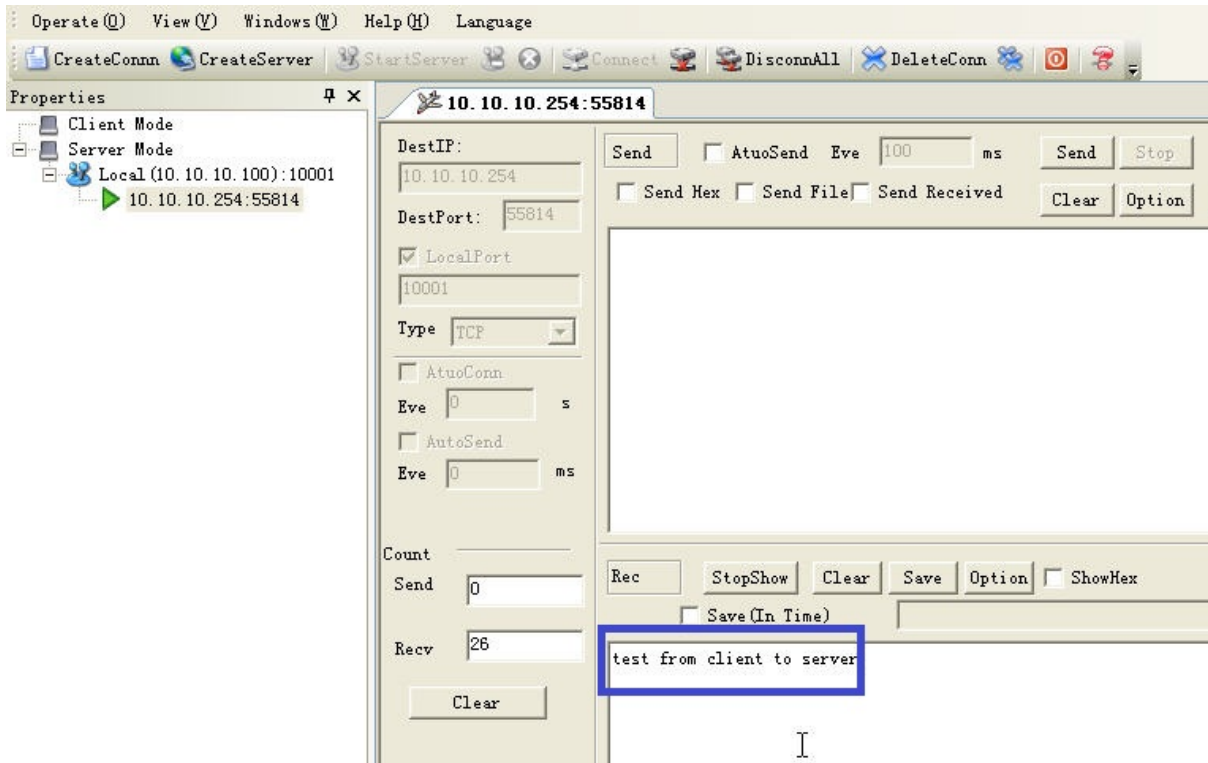 Operate(O) View(V) Windows(W) Help(H) Language
CreateConnn CreateServer StartServer Connect DisconnAll DeleteConn
Properties
Client Mode
Server Mode
Local(10.10.10.100):10001
10.10.10.254:55814
10.10.10.254:55814
DestIP:
10.10.10.254
DestPort: 55814
LocalPort
10001
Type TCP
AtuoConn
Eve 0 s
AutoSend
Eve 0 ms
Count
Send 0
Recv 26
Clear
Send AtuoSend Eve 100 ms Send Stop
Send Hex Send File Send Received Clear Option
Rec StopShow Clear Save Option ShowHex
Save(In Time)
test from client to server